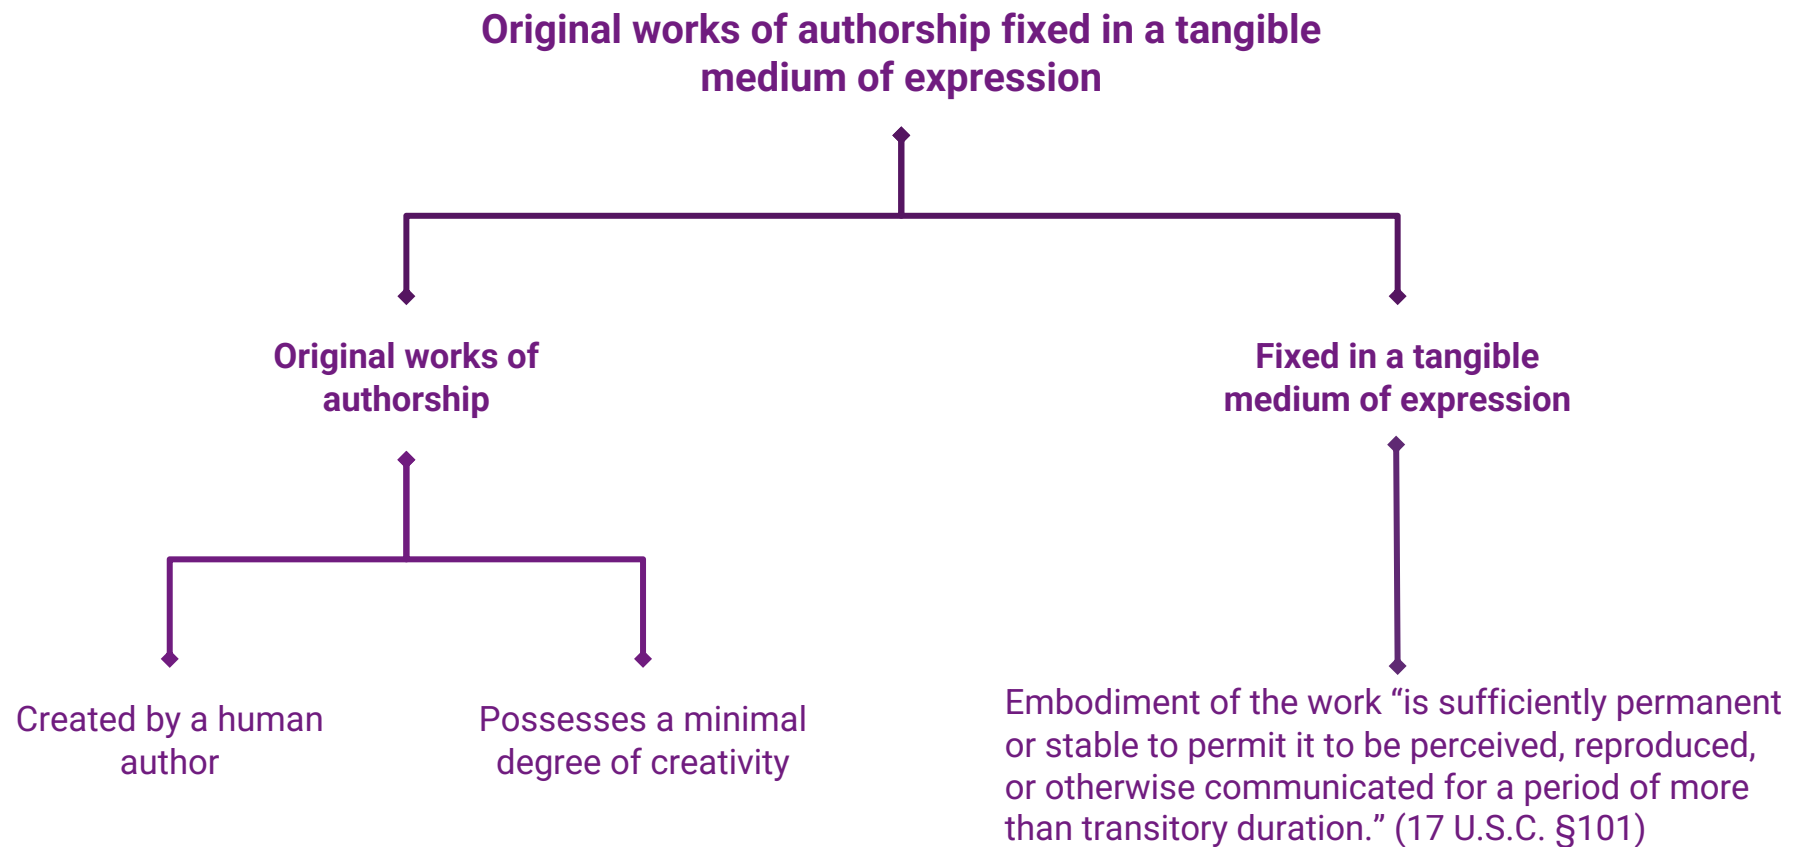 Original works of authorship fixed in a tangible
medium of expression
Original works of
authorship
Fixed in a tangible
medium of expression
Created by a human
author
Possesses a minimal
degree of creativity
Embodiment of the work “is sufficiently permanent
or stable to permit it to be perceived, reproduced,
or otherwise communicated for a period of more
than transitory duration.” (17 U.S.C. §101)